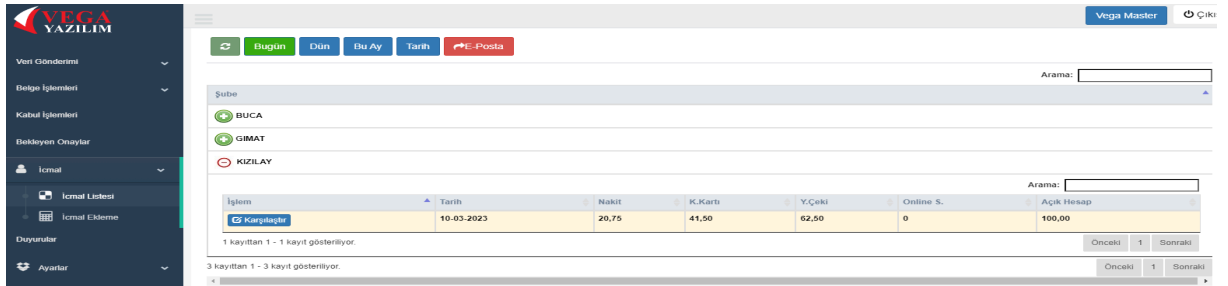 VEGA
YAZILIM
Vega Master
Çıkı
Bugün Dün Bu Ay Tarih E-Posta
Veri Gönderimi
Belge İşlemleri
Kabul İşlemleri
Bekleyen Onaylar
İcmal
İcmal Listesi
İcmal Ekleme
Duyurular
Ayarlar
Arama:
Şube
BUCA
GIMAT
KIZILAY
Arama:
İşlem Tarih Nakit K.Kartı Y.Çeki Online S. Açık Hesap
Karşılaştır 10-03-2023 20,75 41,50 62,50 0 100,00
1 kayıttan 1 - 1 kayıt gösteriliyor.
Önceki 1 Sonraki
3 kayıttan 1 - 3 kayıt gösteriliyor.
Önceki 1 Sonraki